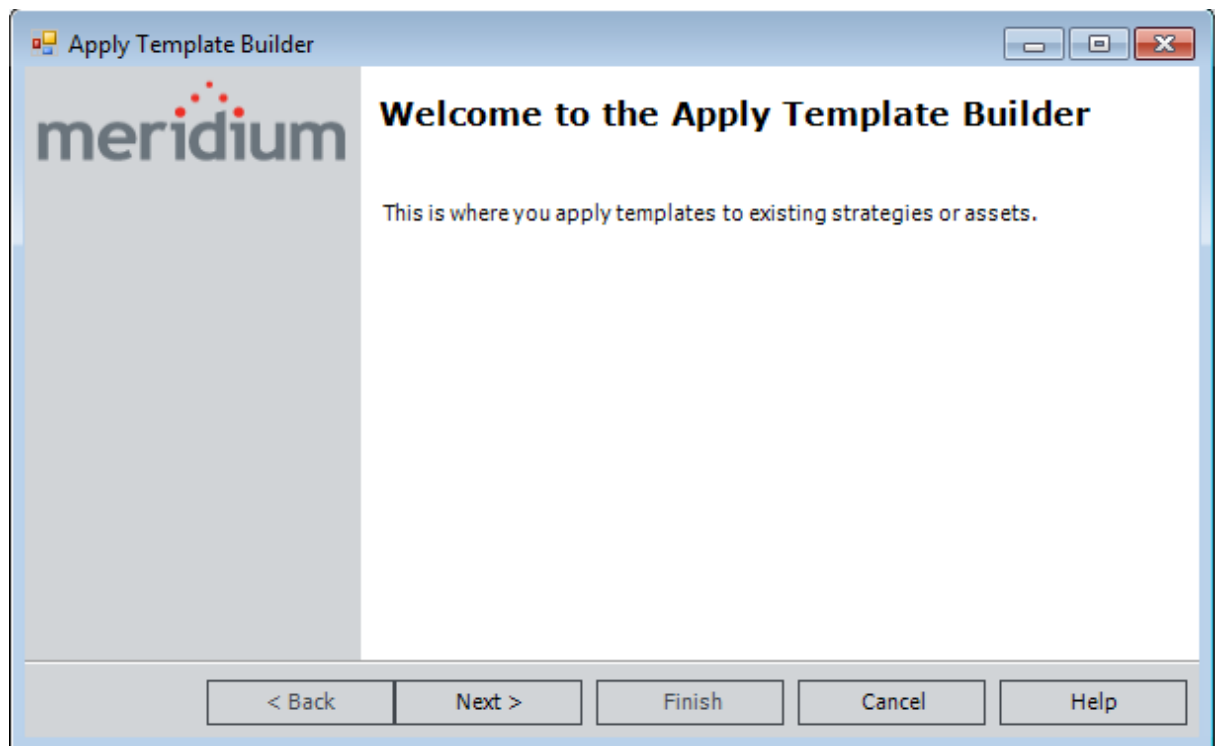 Apply Template Builder
meridium
Welcome to the Apply Template Builder
This is where you apply templates to existing strategies or assets.
< Back Next > Finish Cancel Help